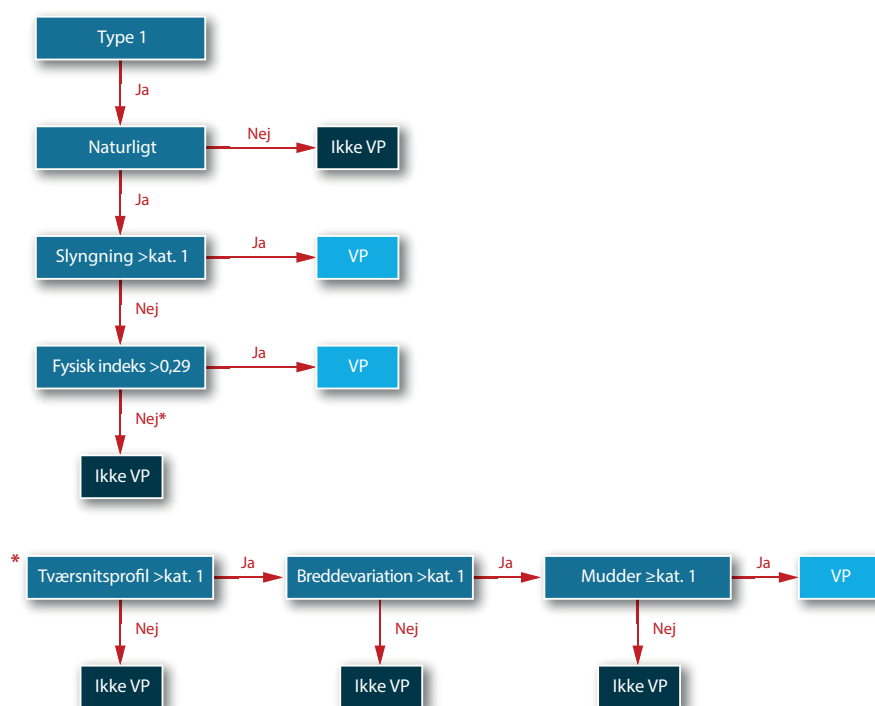 Type 1
Ja
Naturligt
Nej
Ikke VP
Ja
Slyngning >kat. 1
Ja
VP
Nej
Fysisk indeks >0,29
Ja
VP
Nej*
Ikke VP
*
Tværsnitsprofil >kat. 1
Ja
Breddevariation >kat. 1
Ja
Mudder ≥kat. 1
Ja
VP
Nej
Nej
Nej
Ikke VP
Ikke VP
Ikke VP